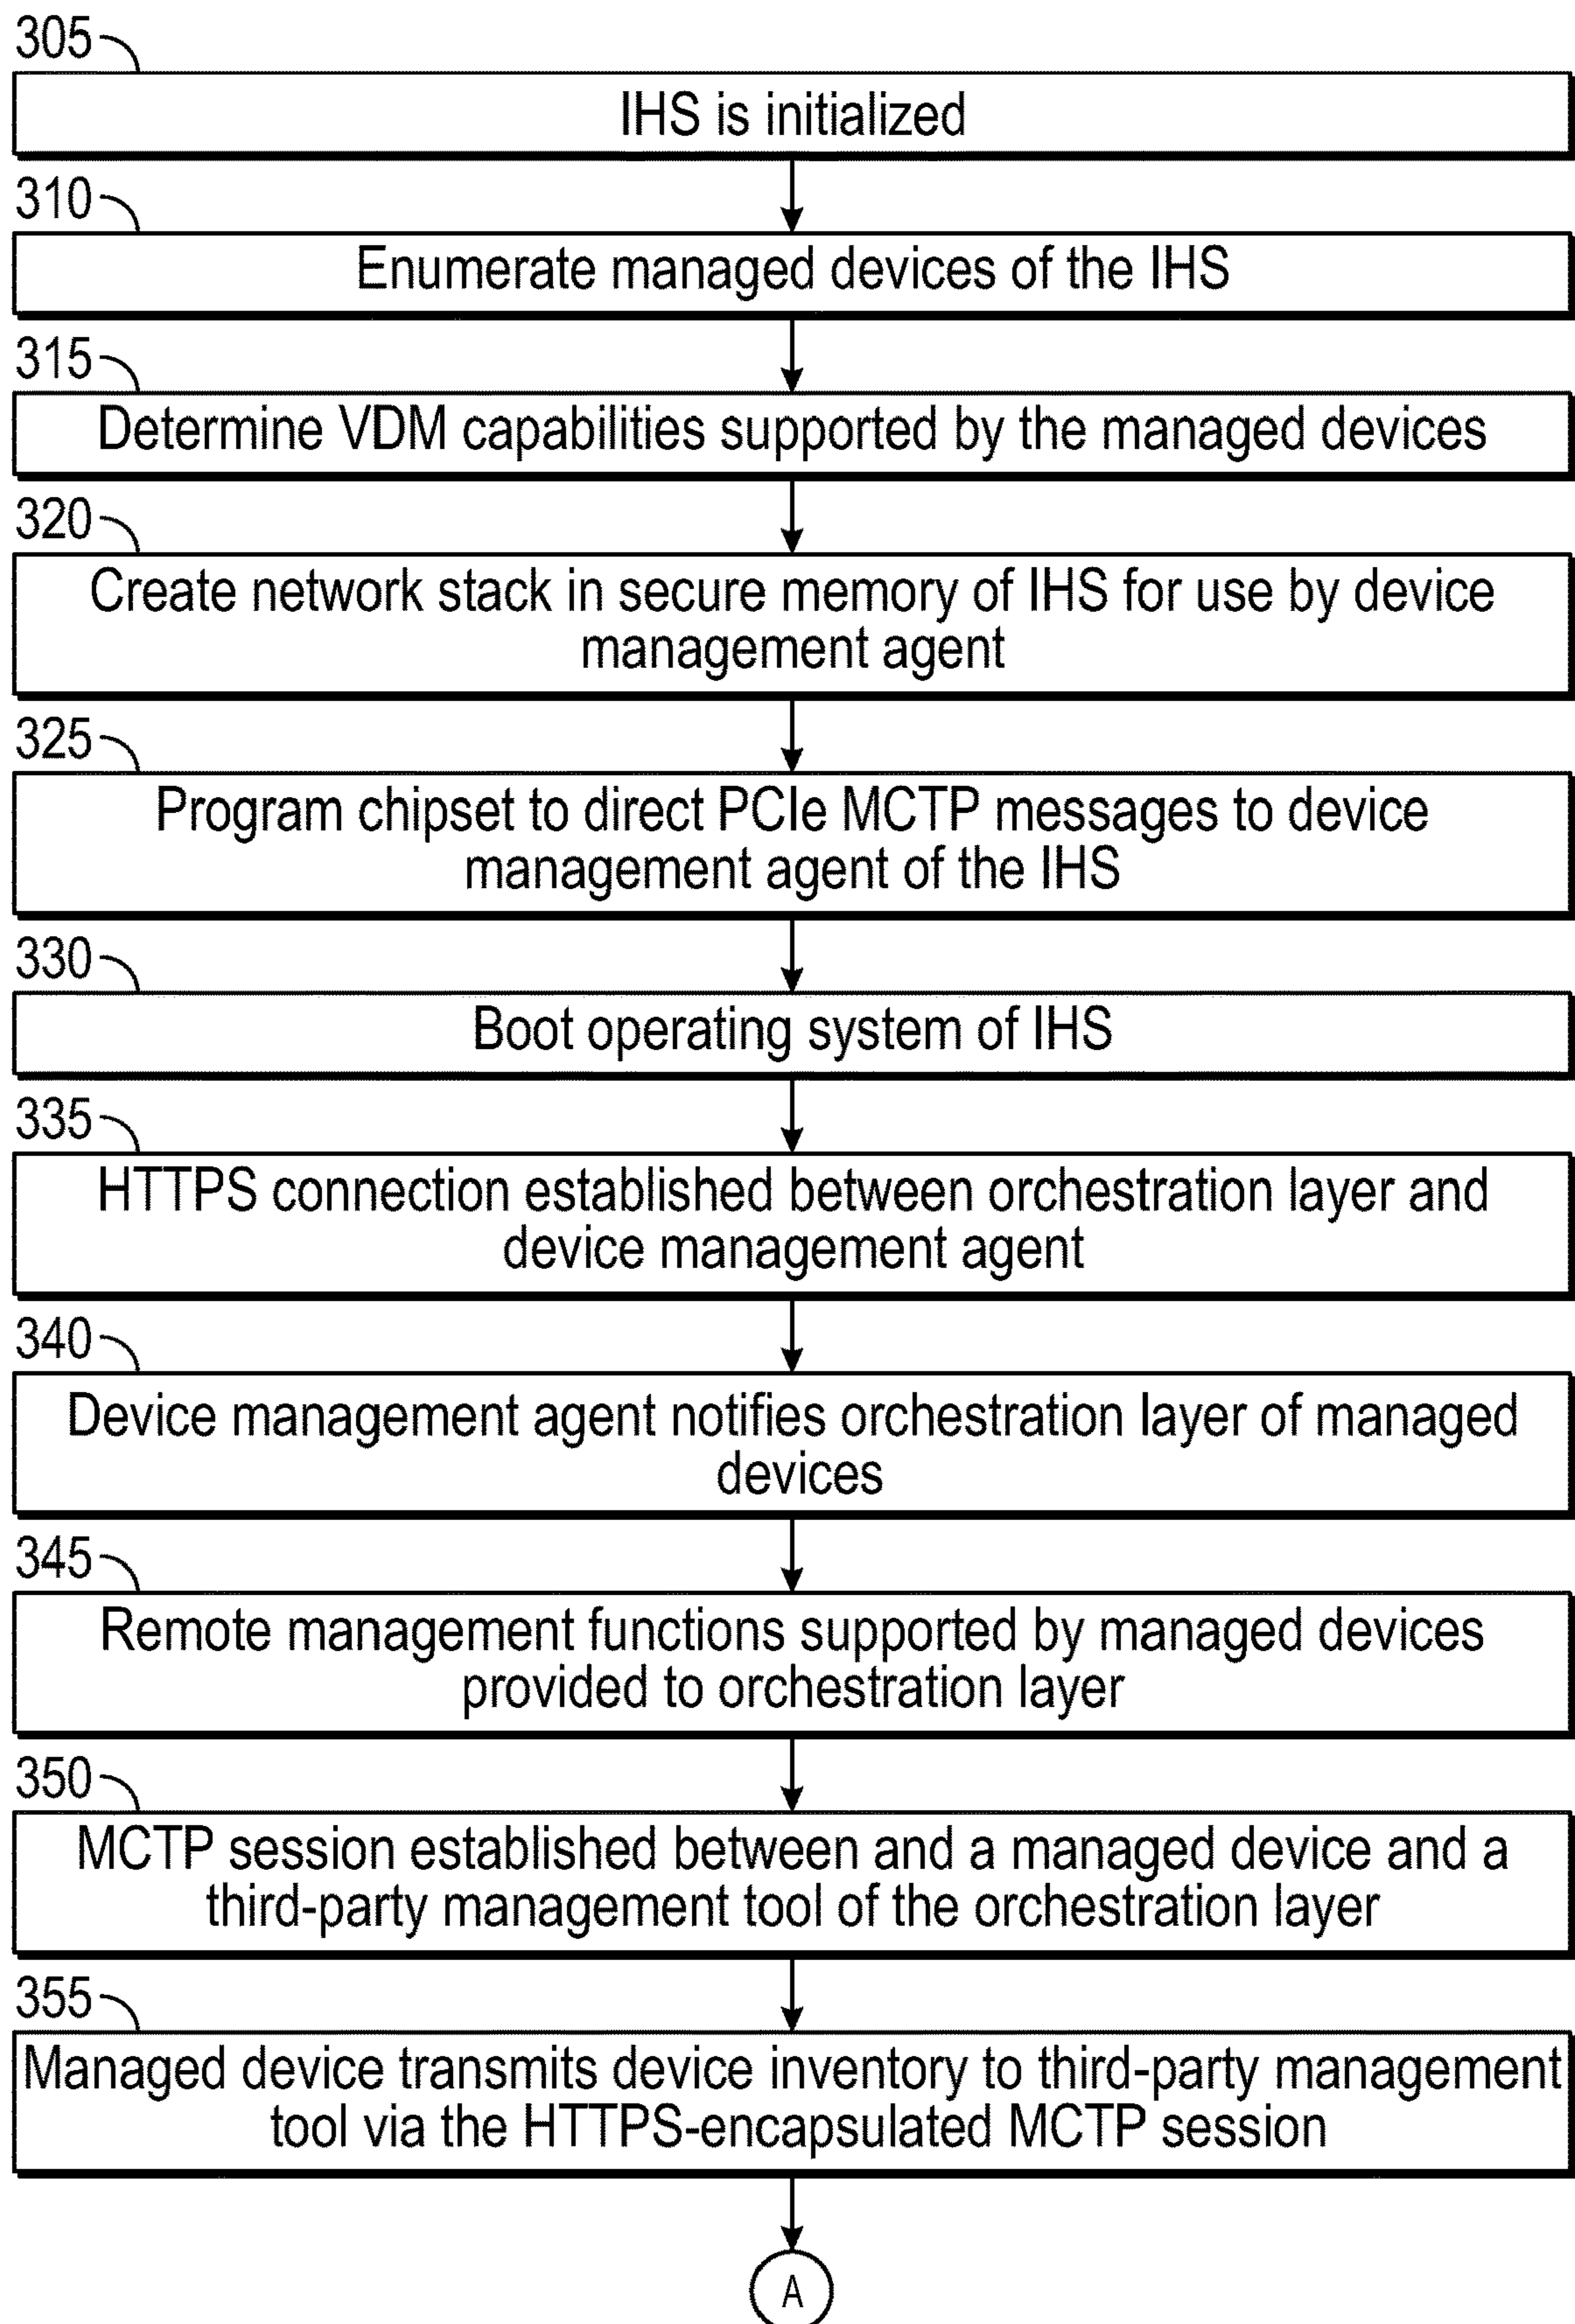 305
IHS is initialized
310
Enumerate managed devices of the IHS
315
Determine VDM capabilities supported by the managed devices
320
Create network stack in secure memory of IHS for use by device
management agent
325
Program chipset to direct PCIe MCTP messages to device
management agent of the IHS
330
Boot operating system of IHS
335
HTTPS connection established between orchestration layer and
device management agent
340
Device management agent notifies orchestration layer of managed
devices
345
Remote management functions supported by managed devices
provided to orchestration layer
350
MCTP session established between and a managed device and a
third-party management tool of the orchestration layer
355
Managed device transmits device inventory to third-party management
tool via the HTTPS-encapsulated MCTP session
A